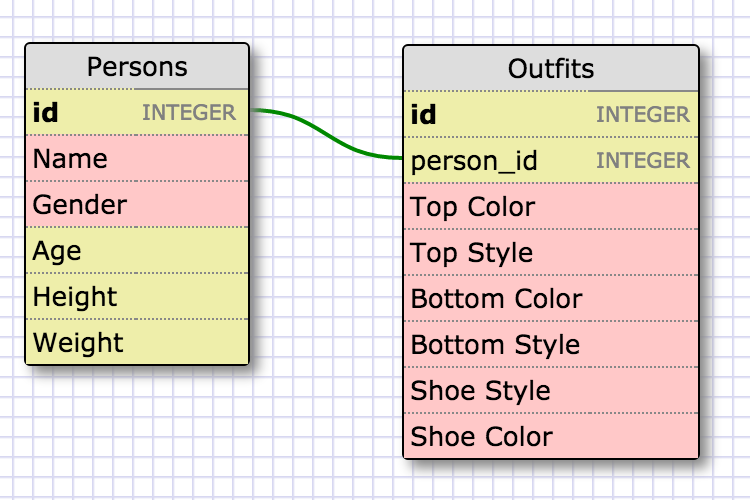 Persons
id INTEGER
Name
Gender
Age
Height
Weight
Outfits
id INTEGER
person_id INTEGER
Top Color
Top Style
Bottom Color
Bottom Style
Shoe Style
Shoe Color